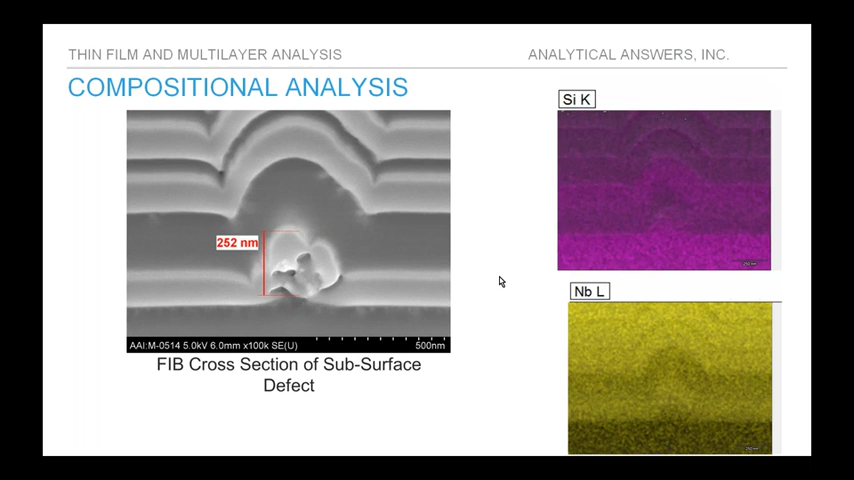 THIN FILM AND MULTILAYER ANALYSIS
ANALYTICAL ANSWERS, INC.
COMPOSITIONAL ANALYSIS
Si K
252 nm
Nb L
AAI:M-0514 5.0kV 6.0mm x100k SE(U)
500nm
FIB Cross Section of Sub-Surface
Defect